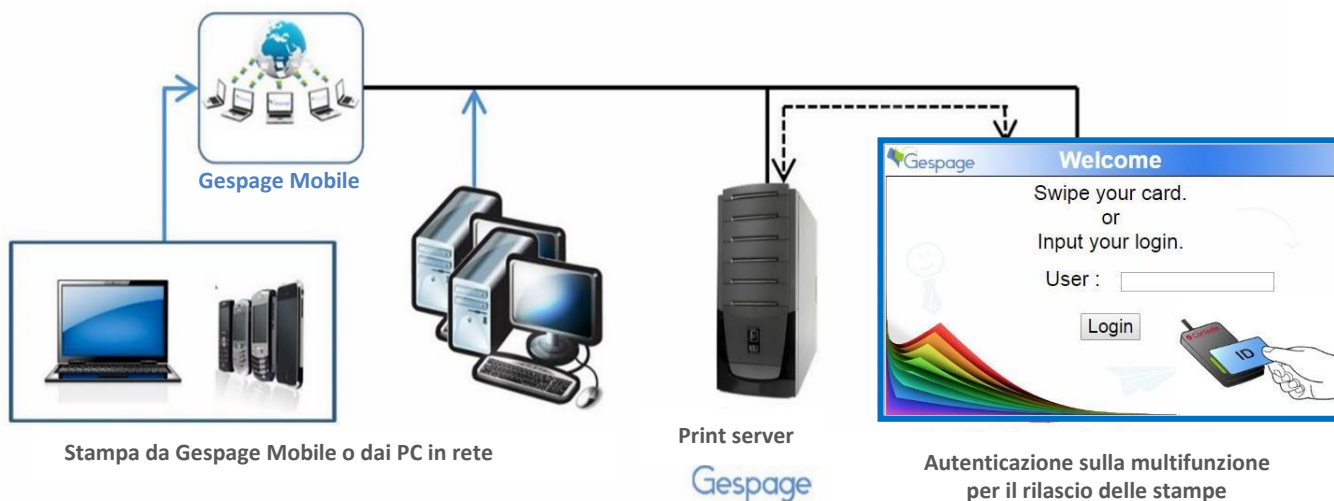 Gespage Mobile
Gespage
Welcome
Swipe your card.
or
Input your login.
User :
Login
ID
Stampa da Gespage Mobile o dai PC in rete
Print server
Gespage
Autenticazione sulla multifunzione
per il rilascio delle stampe